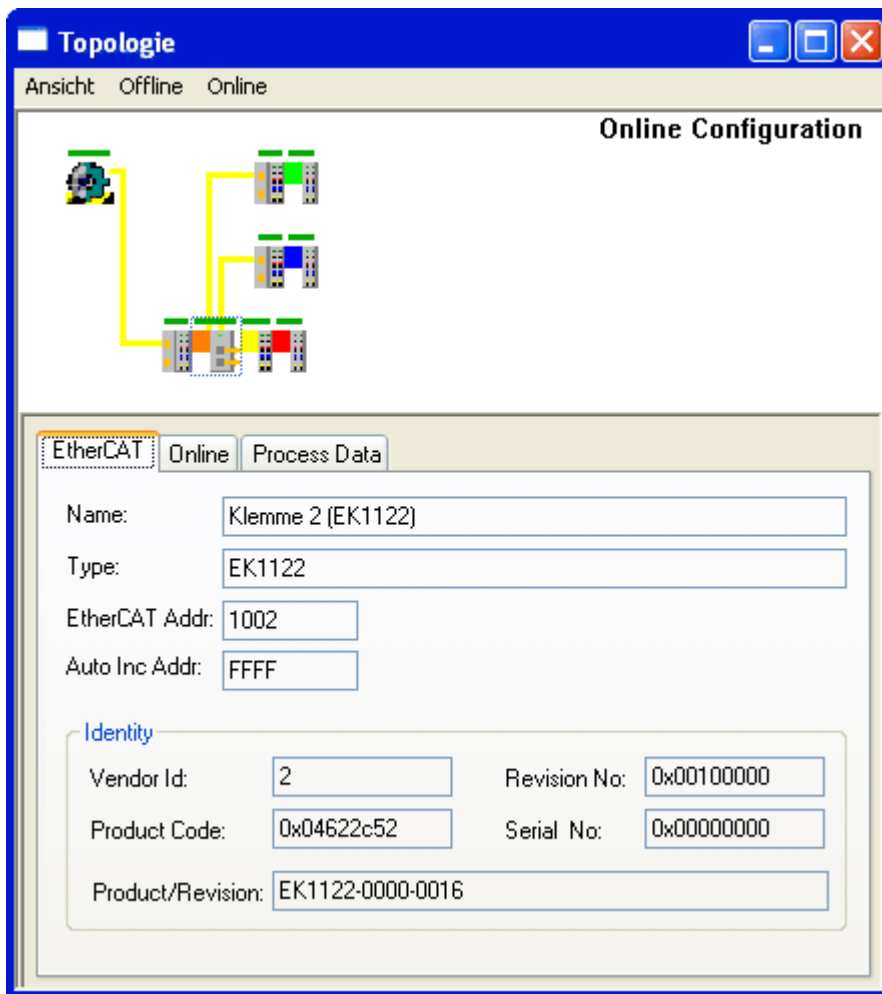 Topologie
Ansicht Offline Online
Online Configuration
EtherCAT Online Process Data
Name: Klemme 2 (EK1122)
Type: EK1122
EtherCAT Addr: 1002
Auto Inc Addr: FFFF
Identity
Vendor Id: 2 Revision No: 0x00100000
Product Code: 0x04622c52 Serial No: 0x00000000
Product/Revision: EK1122-0000-0016